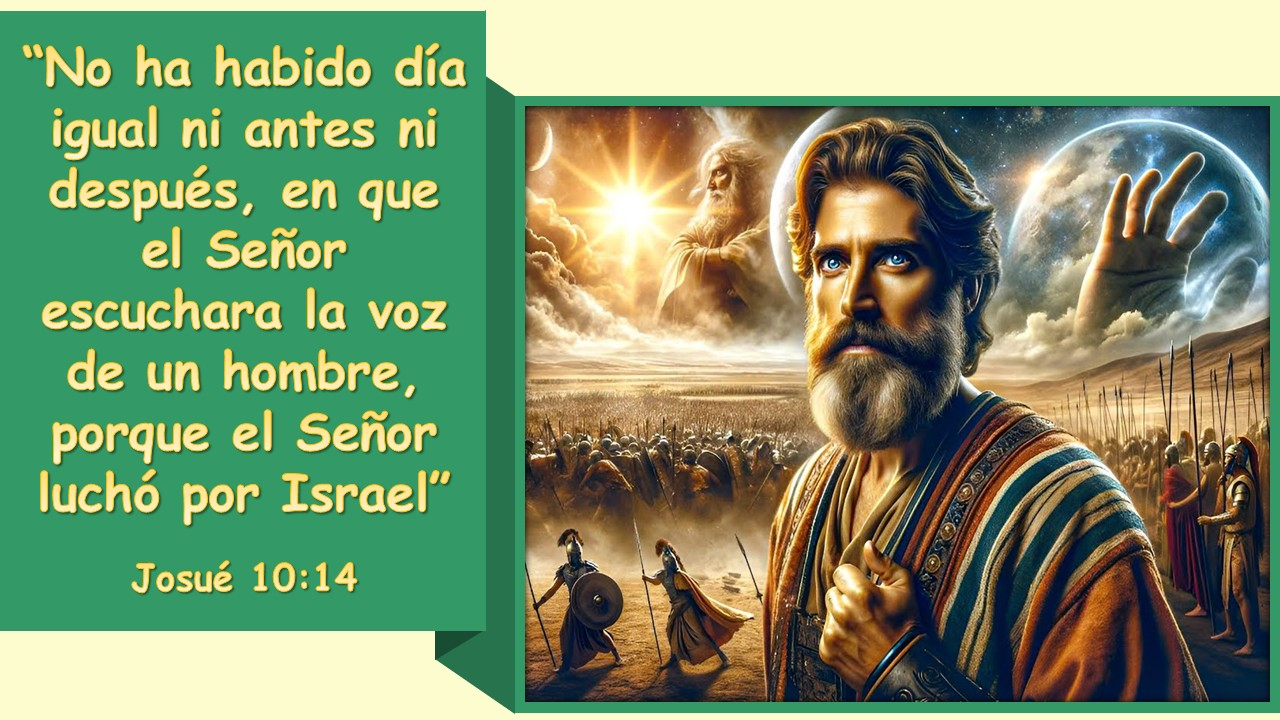 “No ha habido día
igual ni antes ni
después, en que
el Señor
escuchara la voz
de un hombre,
porque el Señor
luchó por Israel”
Josué 10:14